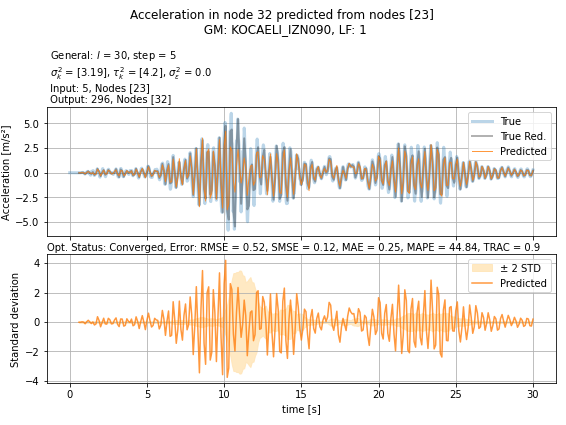 Acceleration in node 32 predicted from nodes [23]
GM: KOCAELI_IZN090, LF: 1
General: l = 30, step = 5
σ²ₖ = [3.19], τ²ₖ = [4.2], σ²ε = 0.0
Input: 5, Nodes [23]
Output: 296, Nodes [32]
True
True Red.
Predicted
5.0
2.5
0.0
−2.5
−5.0
Acceleration [m/s²]
Opt. Status: Converged, Error: RMSE = 0.52, SMSE = 0.12, MAE = 0.25, MAPE = 44.84, TRAC = 0.9
± 2 STD
Predicted
4
2
0
−2
−4
Standard deviation
0 5 10 15 20 25 30
time [s]